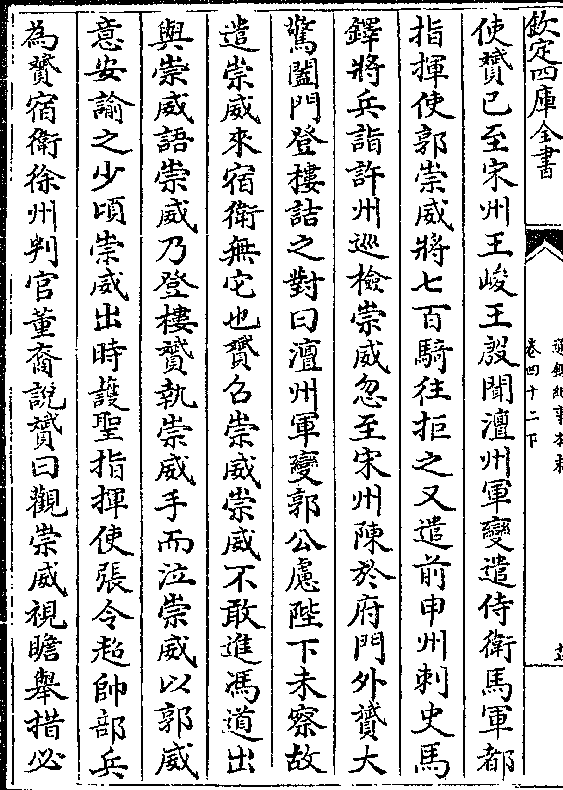 欽定四庫全書
通鑑紀事本末
卷四十二下
使贇已至宋州王峻王殷聞澶州軍變遣侍衛馬軍都
指揮使郭崇威將七百騎往拒之又遣前申州刺史馬
鐸將兵詣許州巡檢崇威忽至宋州陳於府門外贇大
驚闔門登樓詰之對曰澶州軍變郭公慮陛下未察故
遣崇威來宿衛無它也贇召崇威崇威不敢進馮道出
與崇威語崇威乃登樓贇執崇威手而泣崇威以郭威
意安諭之少頃崇威出時護聖指揮使張令超帥部兵
為贇宿衛徐州判官董裔說贇曰觀崇威視瞻舉措必